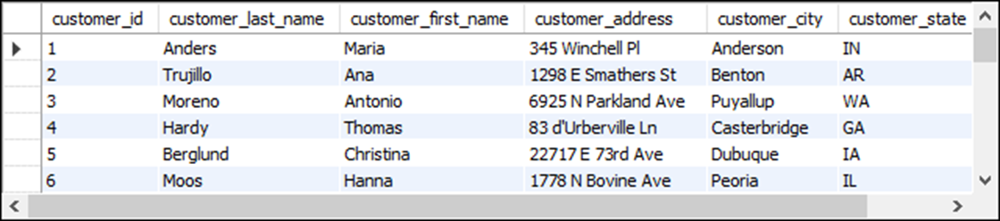 customer_id customer_last_name customer_first_name customer_address customer_city customer_state
1 Anders Maria 345 Winchell Pl Anderson IN
2 Trujillo Ana 1298 E Smathers St Benton AR
3 Moreno Antonio 6925 N Parkland Ave Puyallup WA
4 Hardy Thomas 83 d'Urberville Ln Casterbridge GA
5 Berglund Christina 22717 E 73rd Ave Dubuque IA
6 Moos Hanna 1778 N Bovine Ave Peoria IL